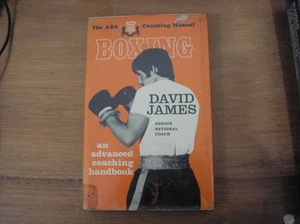 The ABA Coaching Manual
BOXING
DAVID
JAMES
SENIOR
NATIONAL
COACH
an
advanced
coaching
handbook